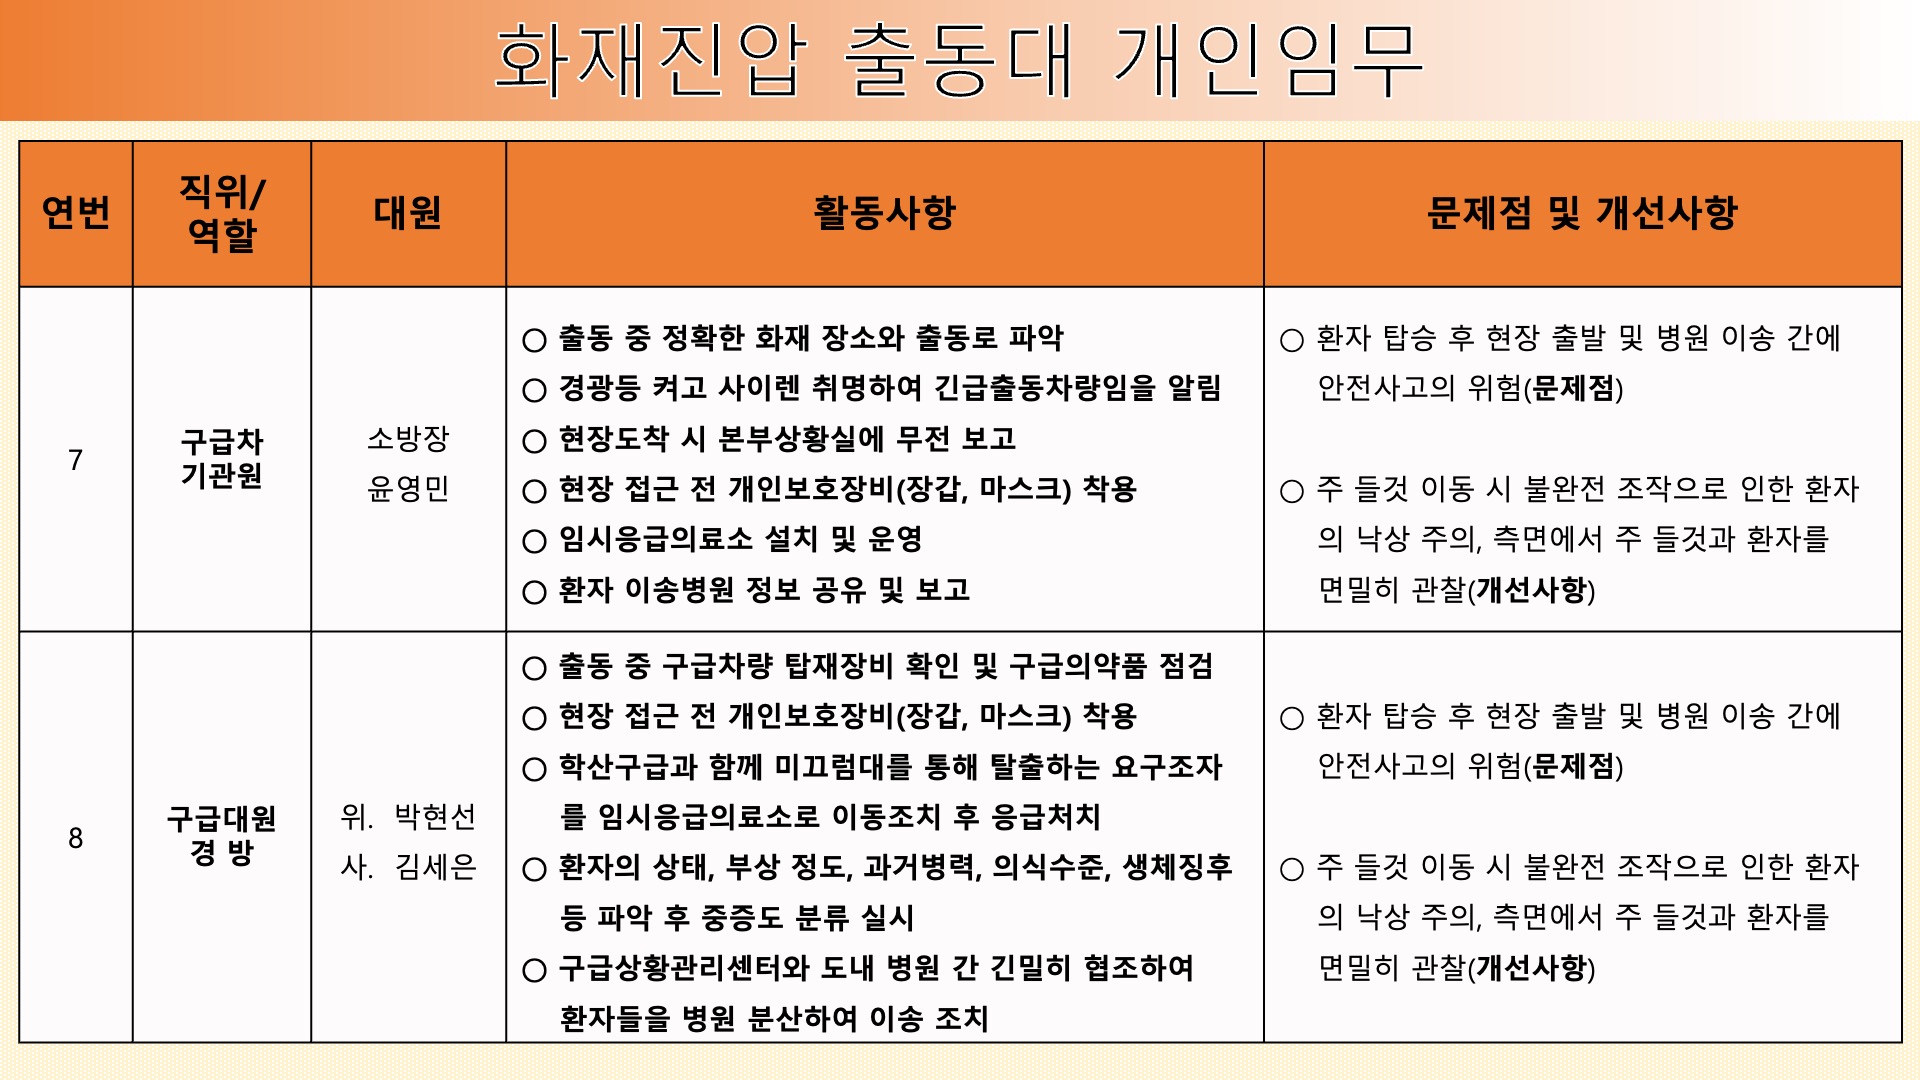 화재진압 출동대 개인임무
연번
직위/
역할
대원
활동사항
문제점 및 개선사항
7
구급차
기관원
소방장
윤영민
○ 출동 중 정확한 화재 장소와 출동로 파악
○ 경광등 켜고 사이렌 취명하여 긴급출동차량임을 알림
○ 현장도착 시 본부상황실에 무전 보고
○ 현장 접근 전 개인보호장비(장갑, 마스크) 착용
○ 임시응급의료소 설치 및 운영
○ 환자 이송병원 정보 공유 및 보고
○ 환자 탑승 후 현장 출발 및 병원 이송 간에
안전사고의 위험(문제점)
○ 주 들것 이동 시 불완전 조작으로 인한 환자
의 낙상 주의, 측면에서 주 들것과 환자를
면밀히 관찰(개선사항)
8
구급대원
경 방
위. 박현선
사. 김세은
○ 출동 중 구급차량 탑재장비 확인 및 구급의약품 점검
○ 현장 접근 전 개인보호장비(장갑, 마스크) 착용
○ 학산구급과 함께 미끄럼대를 통해 탈출하는 요구조자
를 임시응급의료소로 이동조치 후 응급처치
○ 환자의 상태, 부상 정도, 과거병력, 의식수준, 생체징후
등 파악 후 중증도 분류 실시
○ 구급상황관리센터와 도내 병원 간 긴밀히 협조하여
환자들을 병원 분산하여 이송 조치
○ 환자 탑승 후 현장 출발 및 병원 이송 간에
안전사고의 위험(문제점)
○ 주 들것 이동 시 불완전 조작으로 인한 환자
의 낙상 주의, 측면에서 주 들것과 환자를
면밀히 관찰(개선사항)